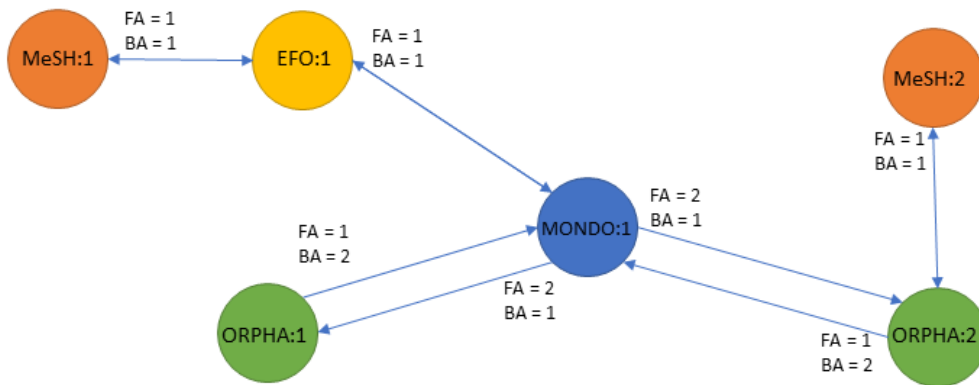 FA = 1
BA = 1
MeSH:1
EFO:1
FA = 1
BA = 1
MeSH:2
FA = 1
BA = 1
MONDO:1
FA = 2
BA = 1
FA = 1
BA = 2
FA = 2
BA = 1
ORPHA:1
FA = 1
BA = 2
ORPHA:2